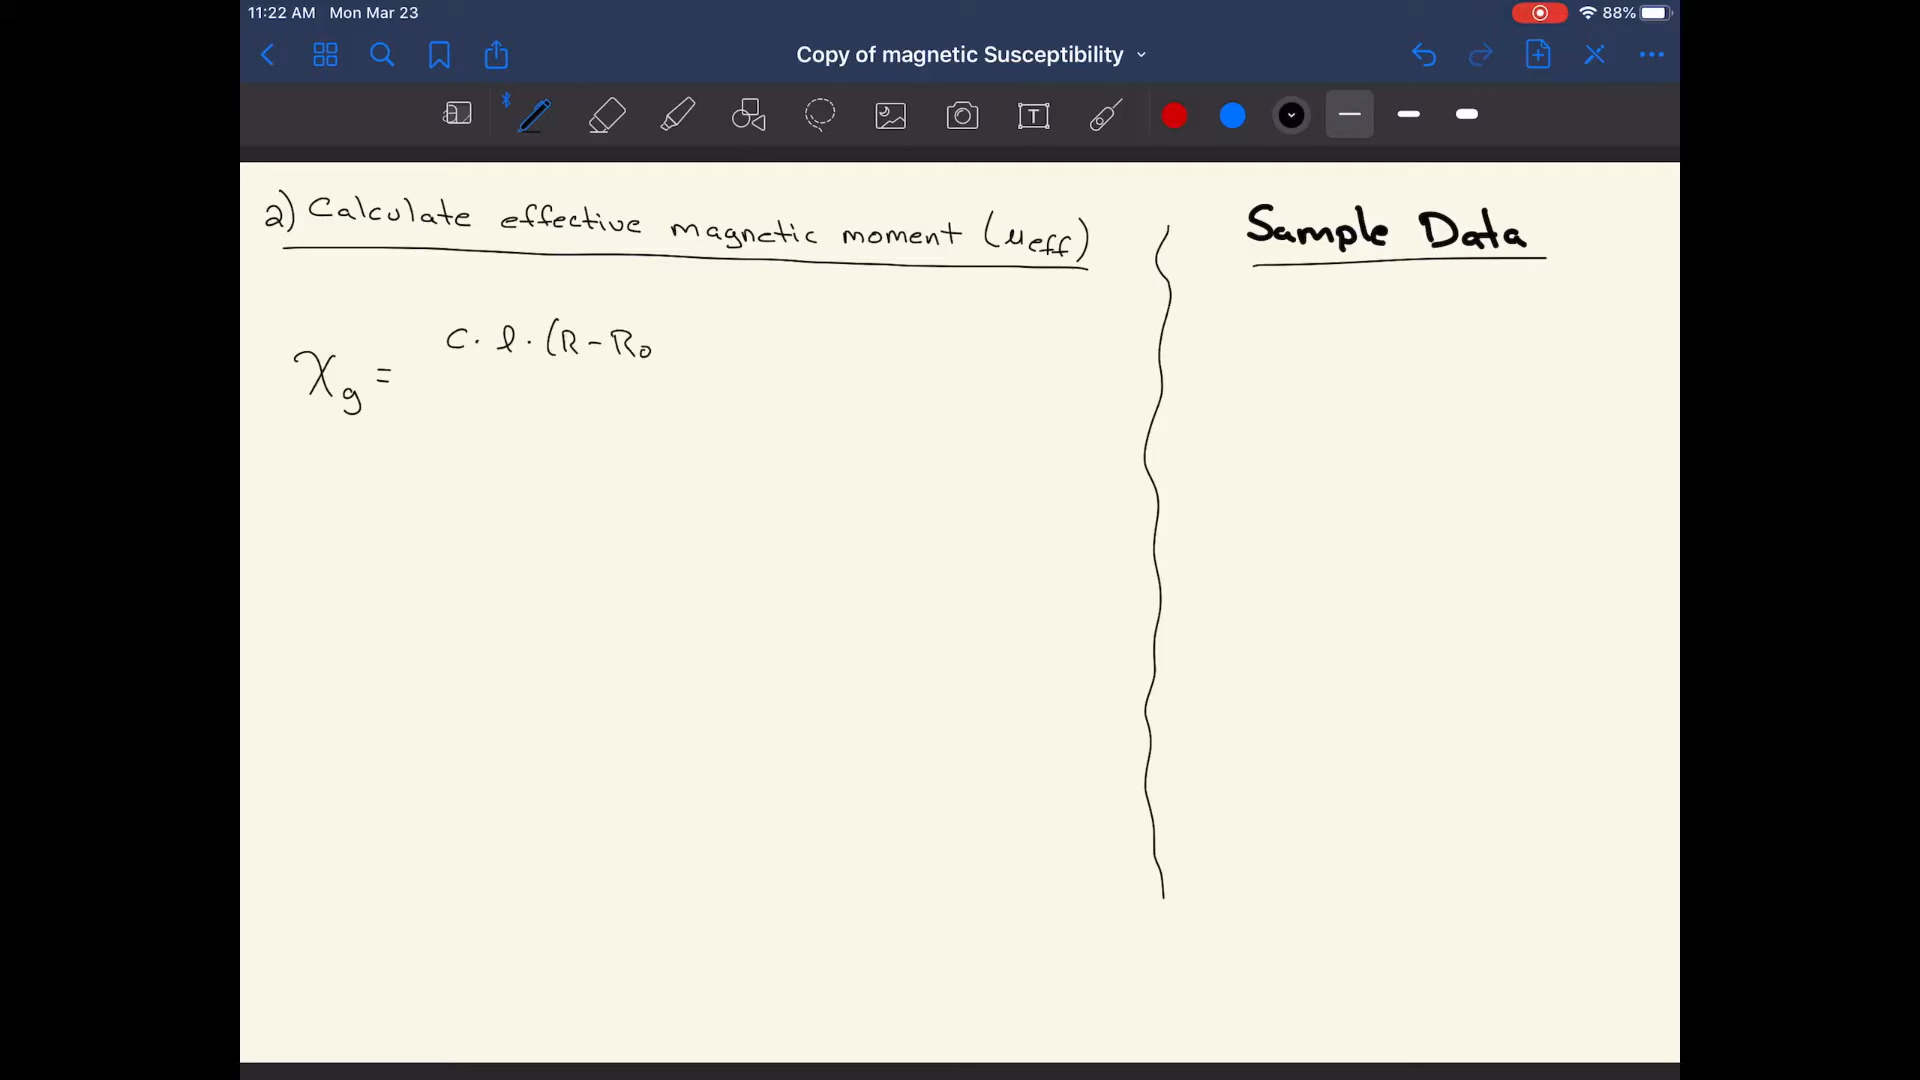 11:22 AM Mon Mar 23
88%
Copy of magnetic Susceptibility
T
2) Calculate effective magnetic moment (μeff)
Sample Data
C · l · (R - R₀
χg =